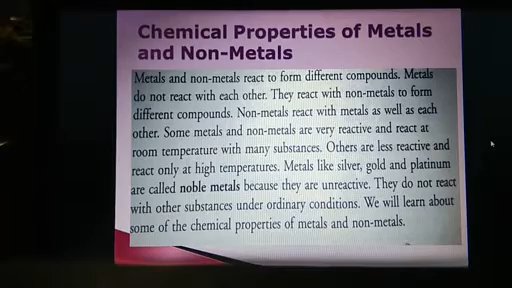 Chemical Properties of Metals
and Non-Metals
Metals and non-metals react to form different compounds. Metals
do not react with each other. They react with non-metals to form
different compounds. Non-metals react with metals as well as each
other. Some metals and non-metals are very reactive and react at
room temperature with many substances. Others are less reactive and
react only at high temperatures. Metals like silver, gold and platinum
are called noble metals because they are unreactive. They do not react
with other substances under ordinary conditions. We will learn about
some of the chemical properties of metals and non-metals.